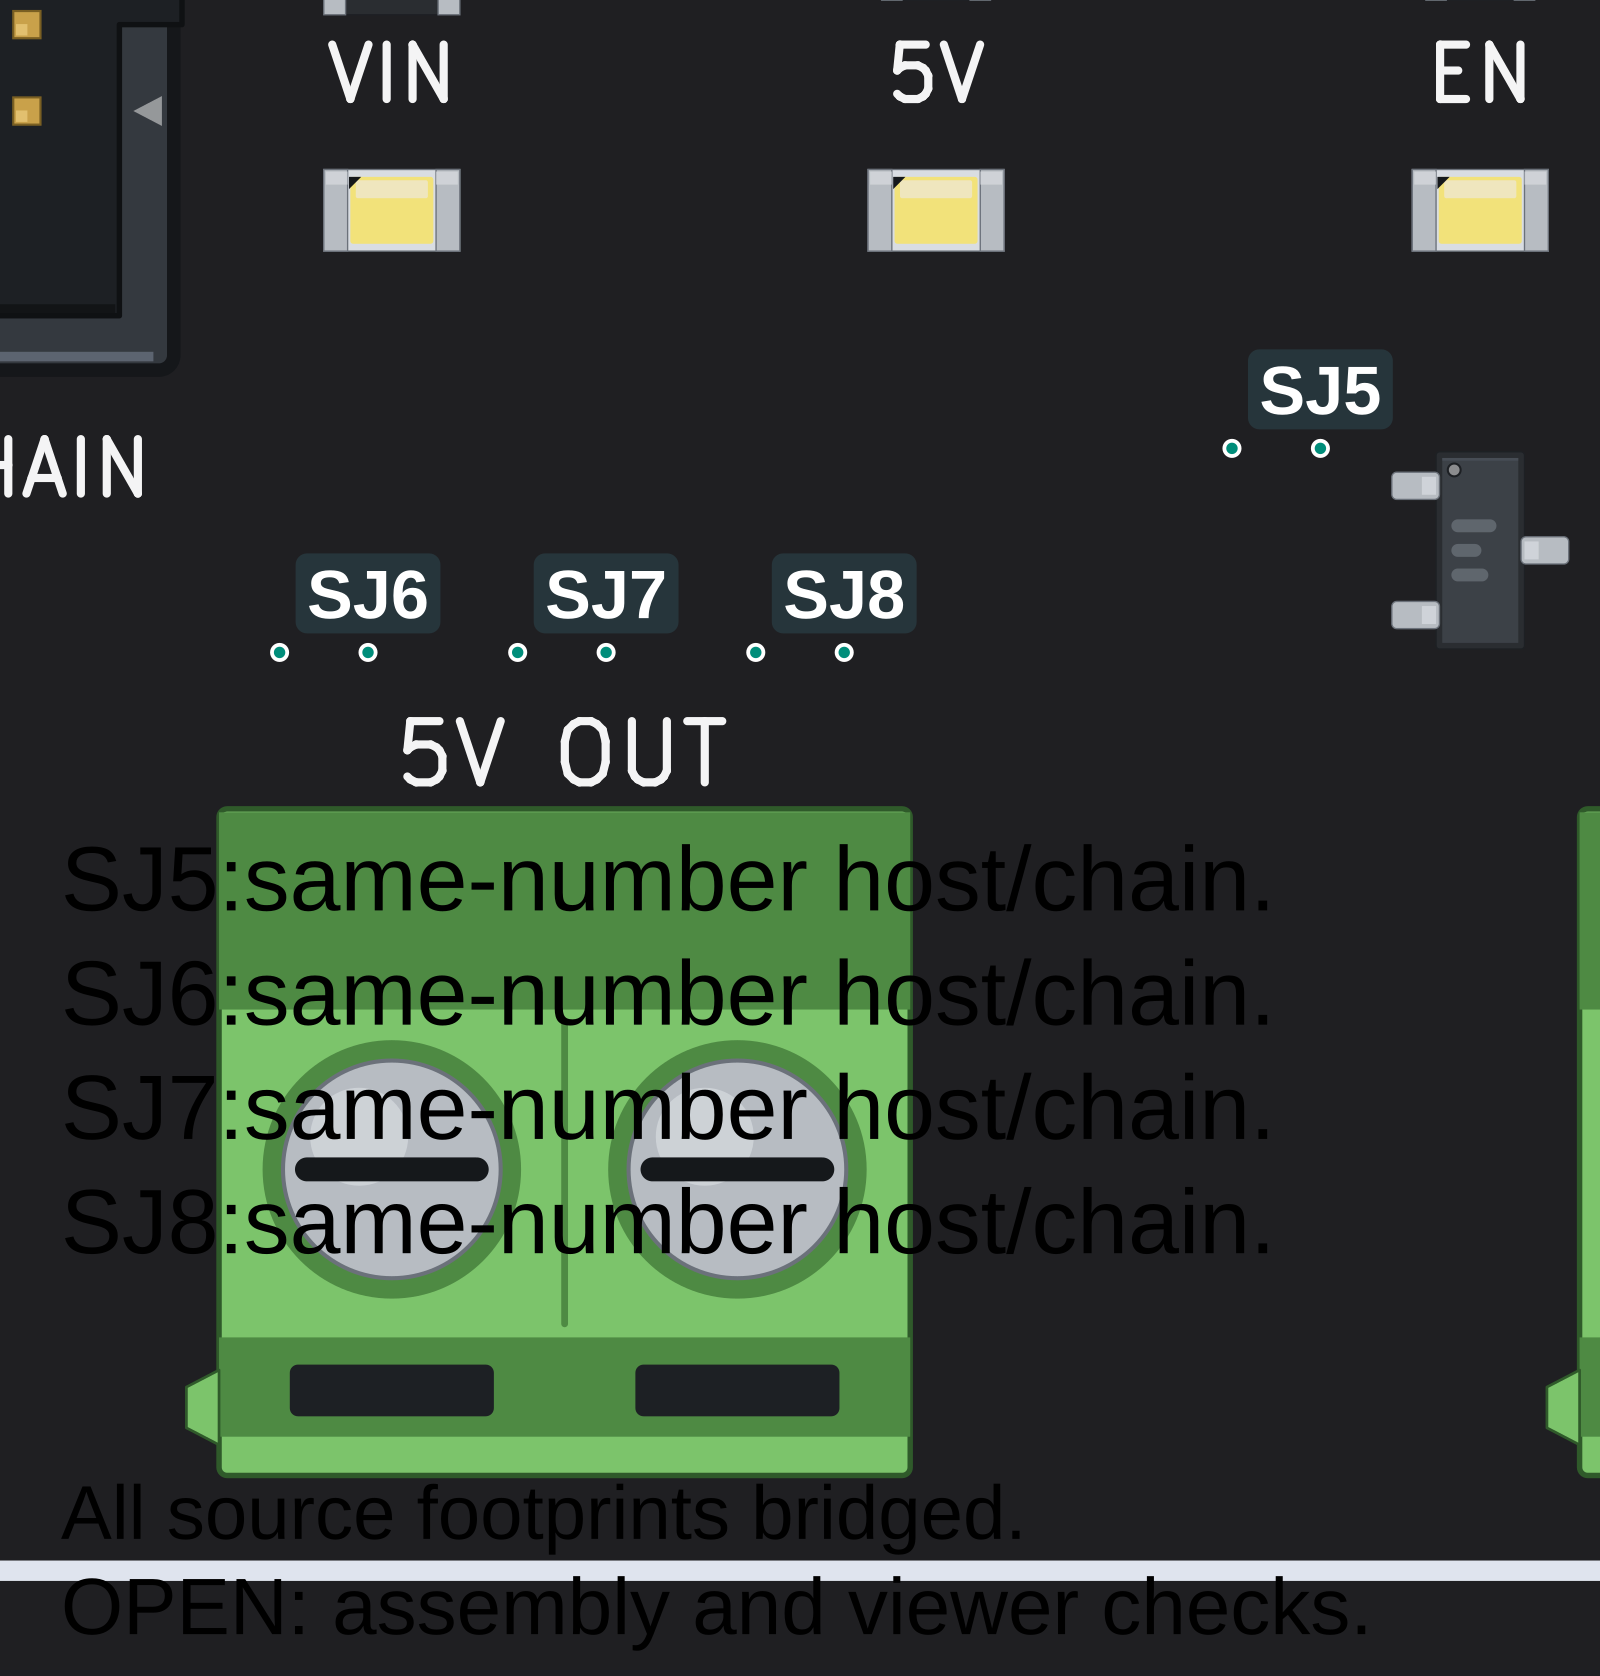 VIN 5V EN
SJ5
HAIN
SJ6 SJ7 SJ8
5V OUT
SJ5:same-number host/chain.
SJ6:same-number host/chain.
SJ7:same-number host/chain.
SJ8:same-number host/chain.
All source footprints bridged.
OPEN: assembly and viewer checks.